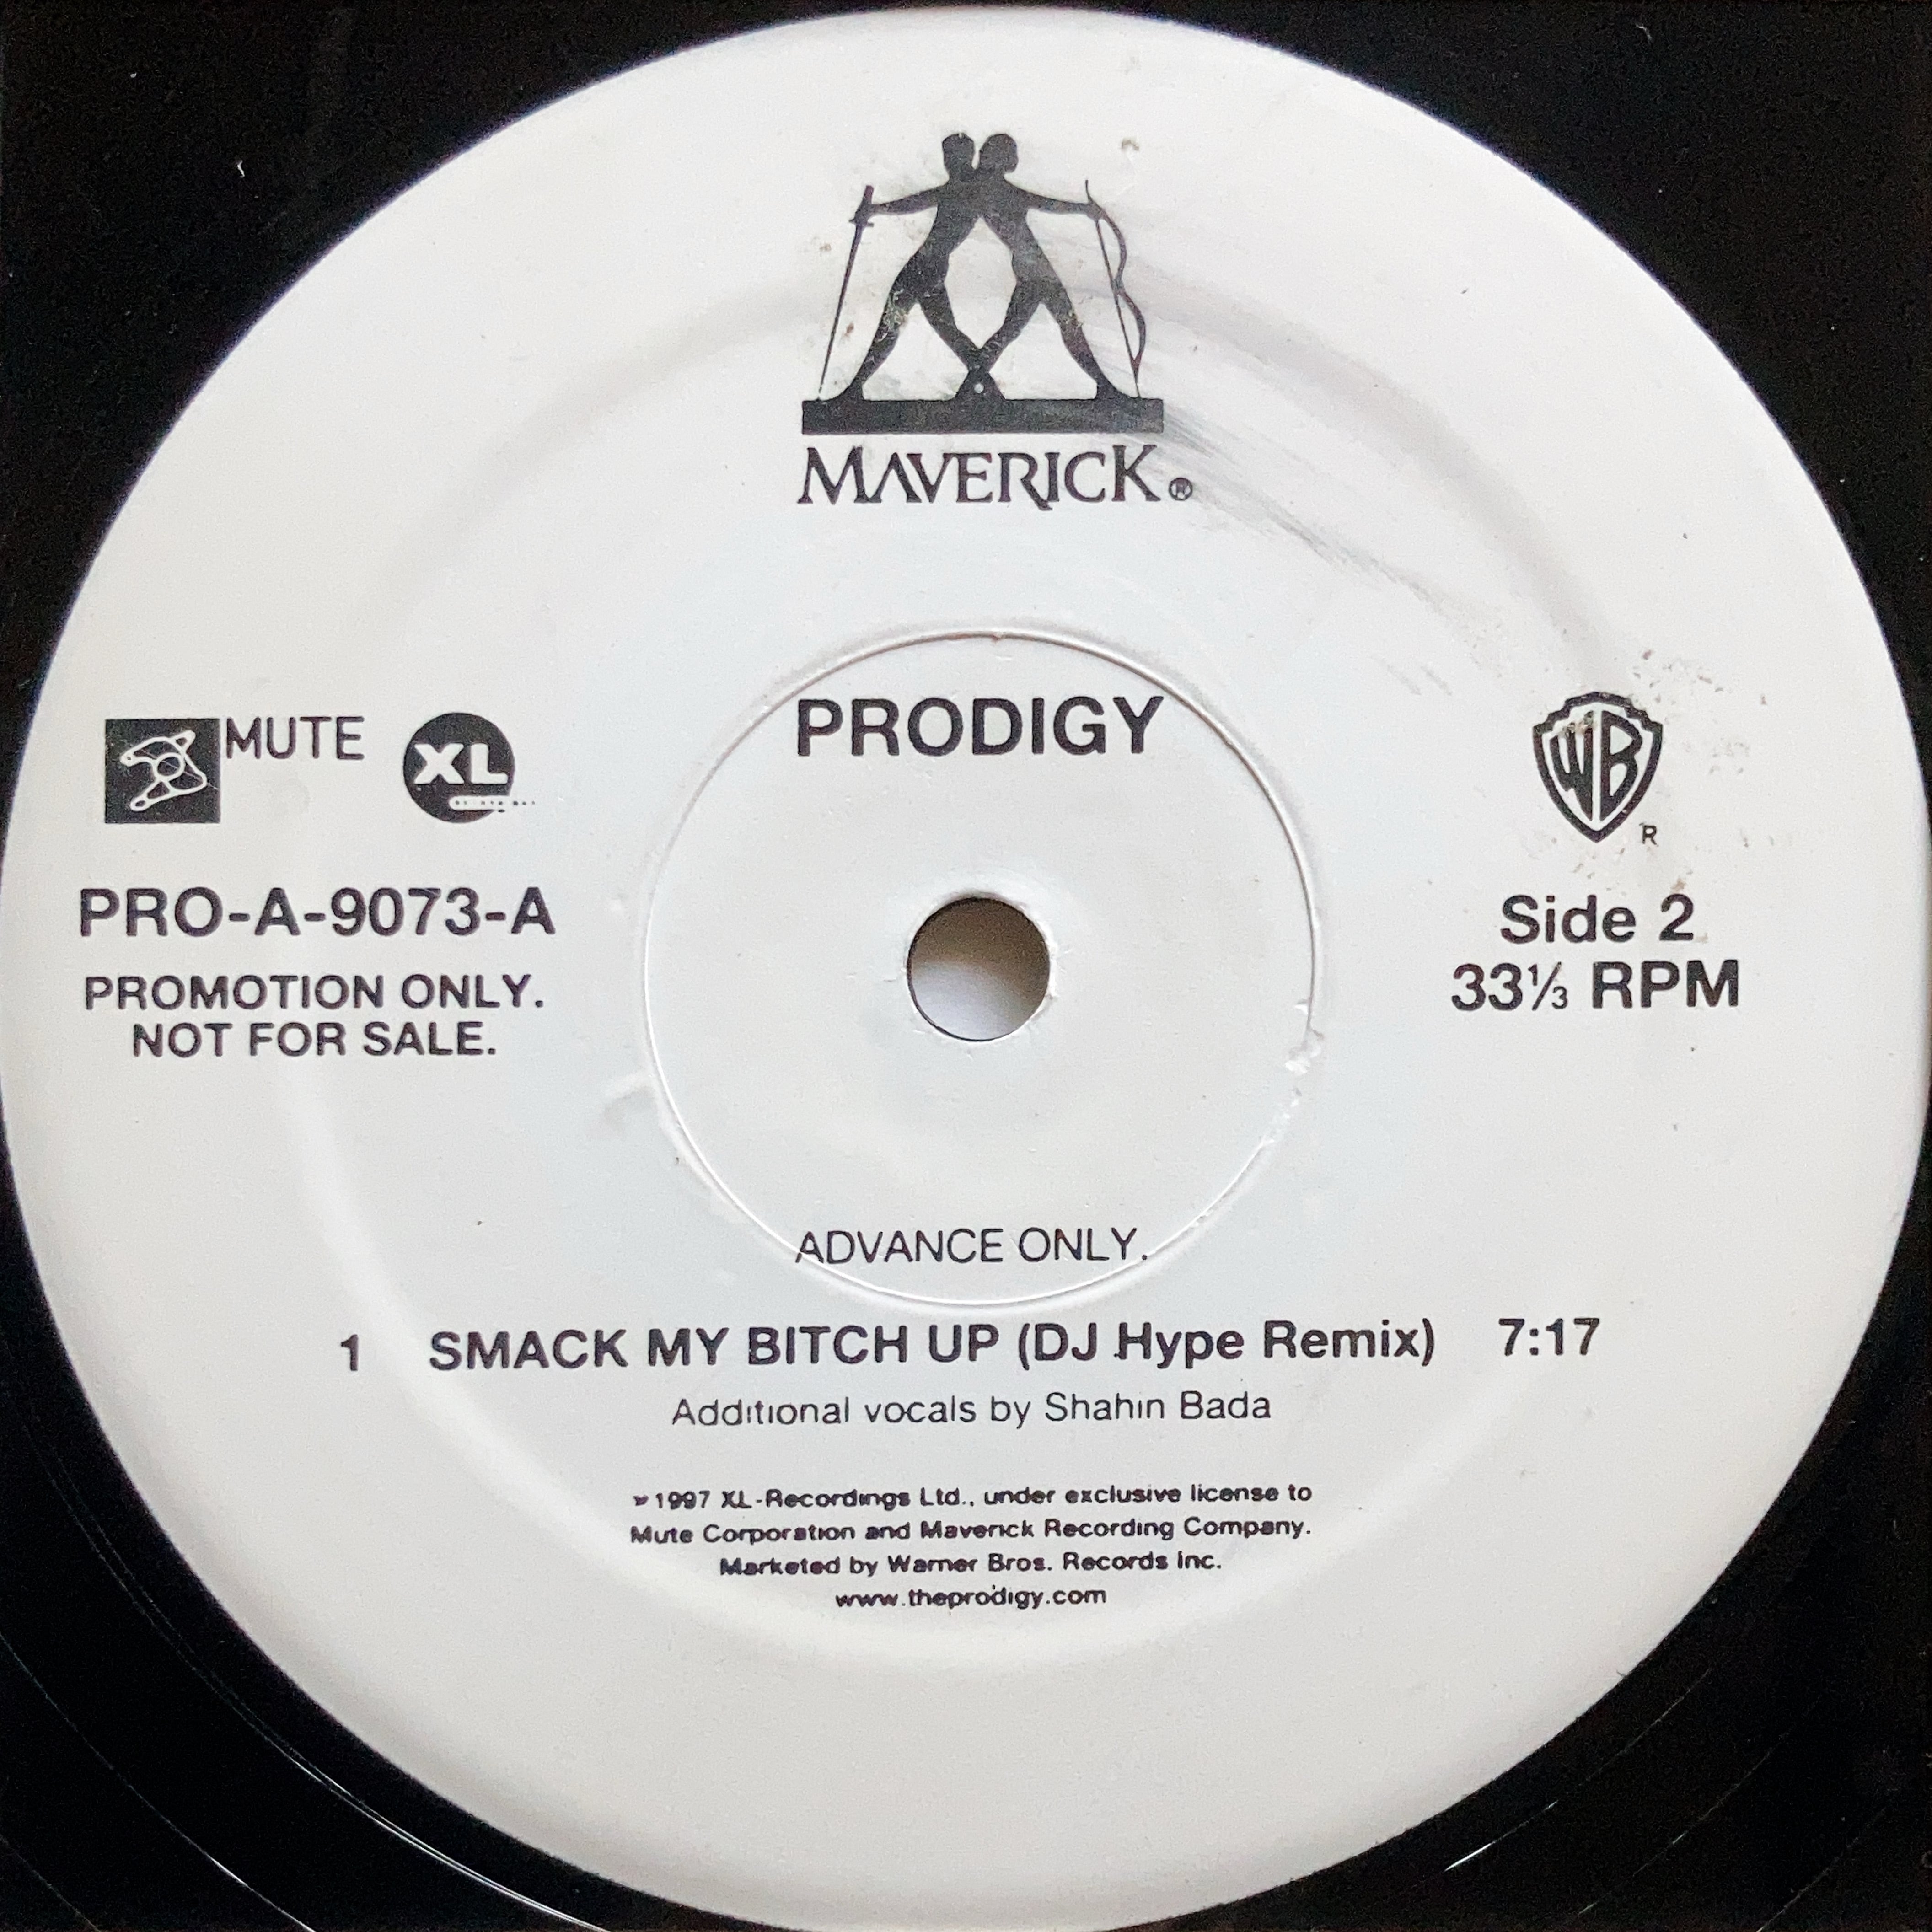 MAVERICK®
PRODIGY
MUTE
XL
WB
R
PRO-A-9073-A
PROMOTION ONLY.
NOT FOR SALE.
Side 2
33⅓ RPM
ADVANCE ONLY.
1 SMACK MY BITCH UP (DJ Hype Remix) 7:17
Additional vocals by Shahin Bada
℗ 1997 XL-Recordings Ltd., under exclusive license to
Mute Corporation and Maverick Recording Company.
Marketed by Warner Bros. Records Inc.
www.theprodigy.com